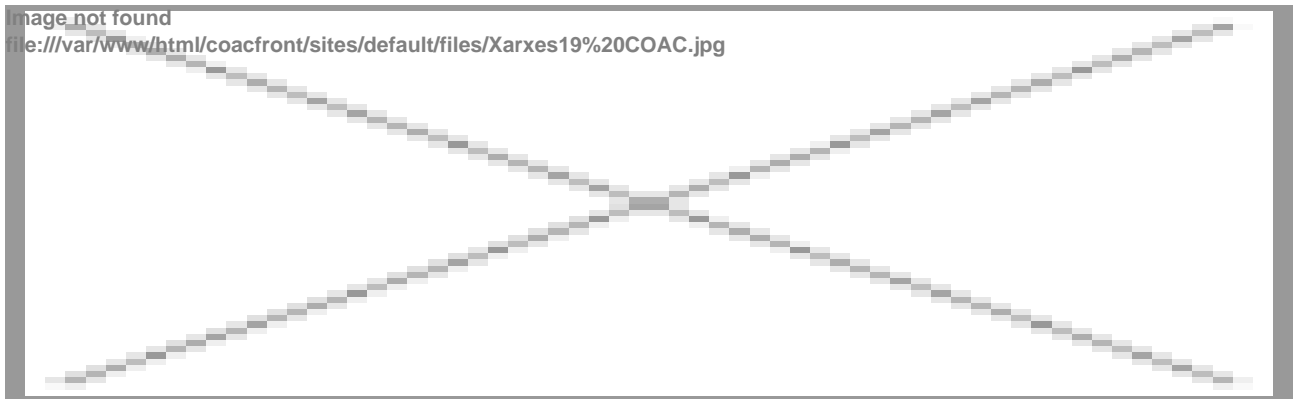 Image not found
file:///var/www/html/coacfront/sites/default/files/Xarxes19%20COAC.jpg